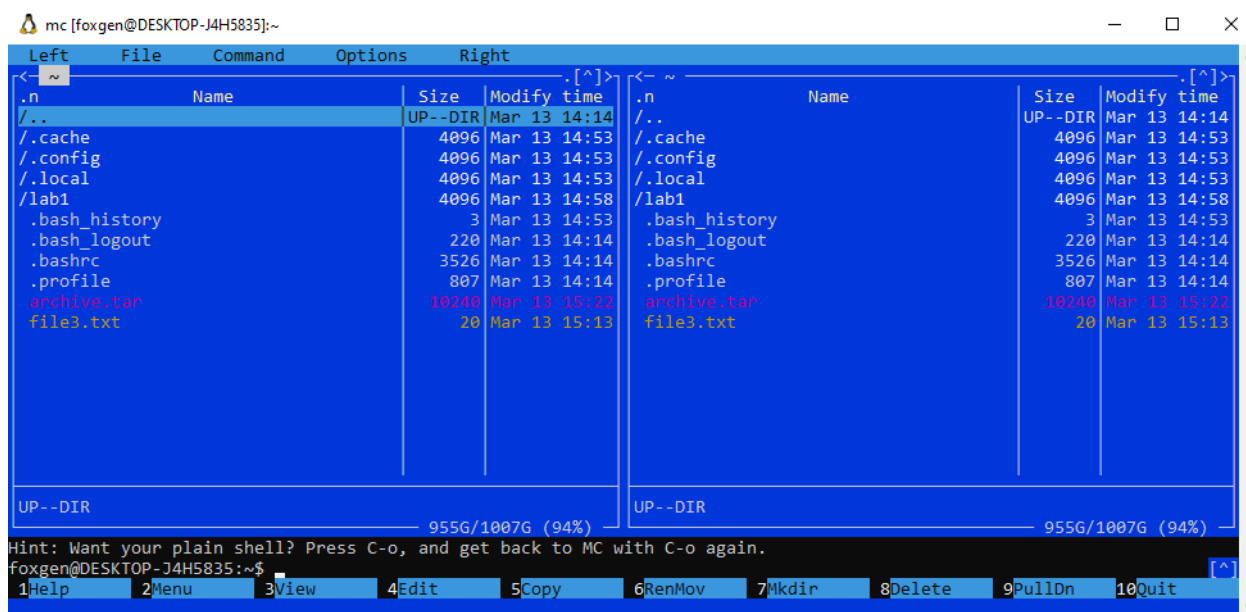 mc [foxgen@DESKTOP-J4H5835]:~
Left File Command Options Right
<- ~ .[^]> <- ~ .[^]>
.n Name Size Modify time .n Name Size Modify time
/.. UP--DIR Mar 13 14:14 /.. UP--DIR Mar 13 14:14
/.cache 4096 Mar 13 14:53 /.cache 4096 Mar 13 14:53
/.config 4096 Mar 13 14:53 /.config 4096 Mar 13 14:53
/.local 4096 Mar 13 14:53 /.local 4096 Mar 13 14:53
/lab1 4096 Mar 13 14:58 /lab1 4096 Mar 13 14:58
.bash_history 3 Mar 13 14:53 .bash_history 3 Mar 13 14:53
.bash_logout 220 Mar 13 14:14 .bash_logout 220 Mar 13 14:14
.bashrc 3526 Mar 13 14:14 .bashrc 3526 Mar 13 14:14
.profile 807 Mar 13 14:14 .profile 807 Mar 13 14:14
archive.tar 10240 Mar 13 15:22 archive.tar 10240 Mar 13 15:22
file3.txt 20 Mar 13 15:13 file3.txt 20 Mar 13 15:13
UP--DIR UP--DIR
955G/1007G (94%) 955G/1007G (94%)
Hint: Want your plain shell? Press C-o, and get back to MC with C-o again.
foxgen@DESKTOP-J4H5835:~$ [^]
1Help 2Menu 3View 4Edit 5Copy 6RenMov 7Mkdir 8Delete 9PullDn 10Quit